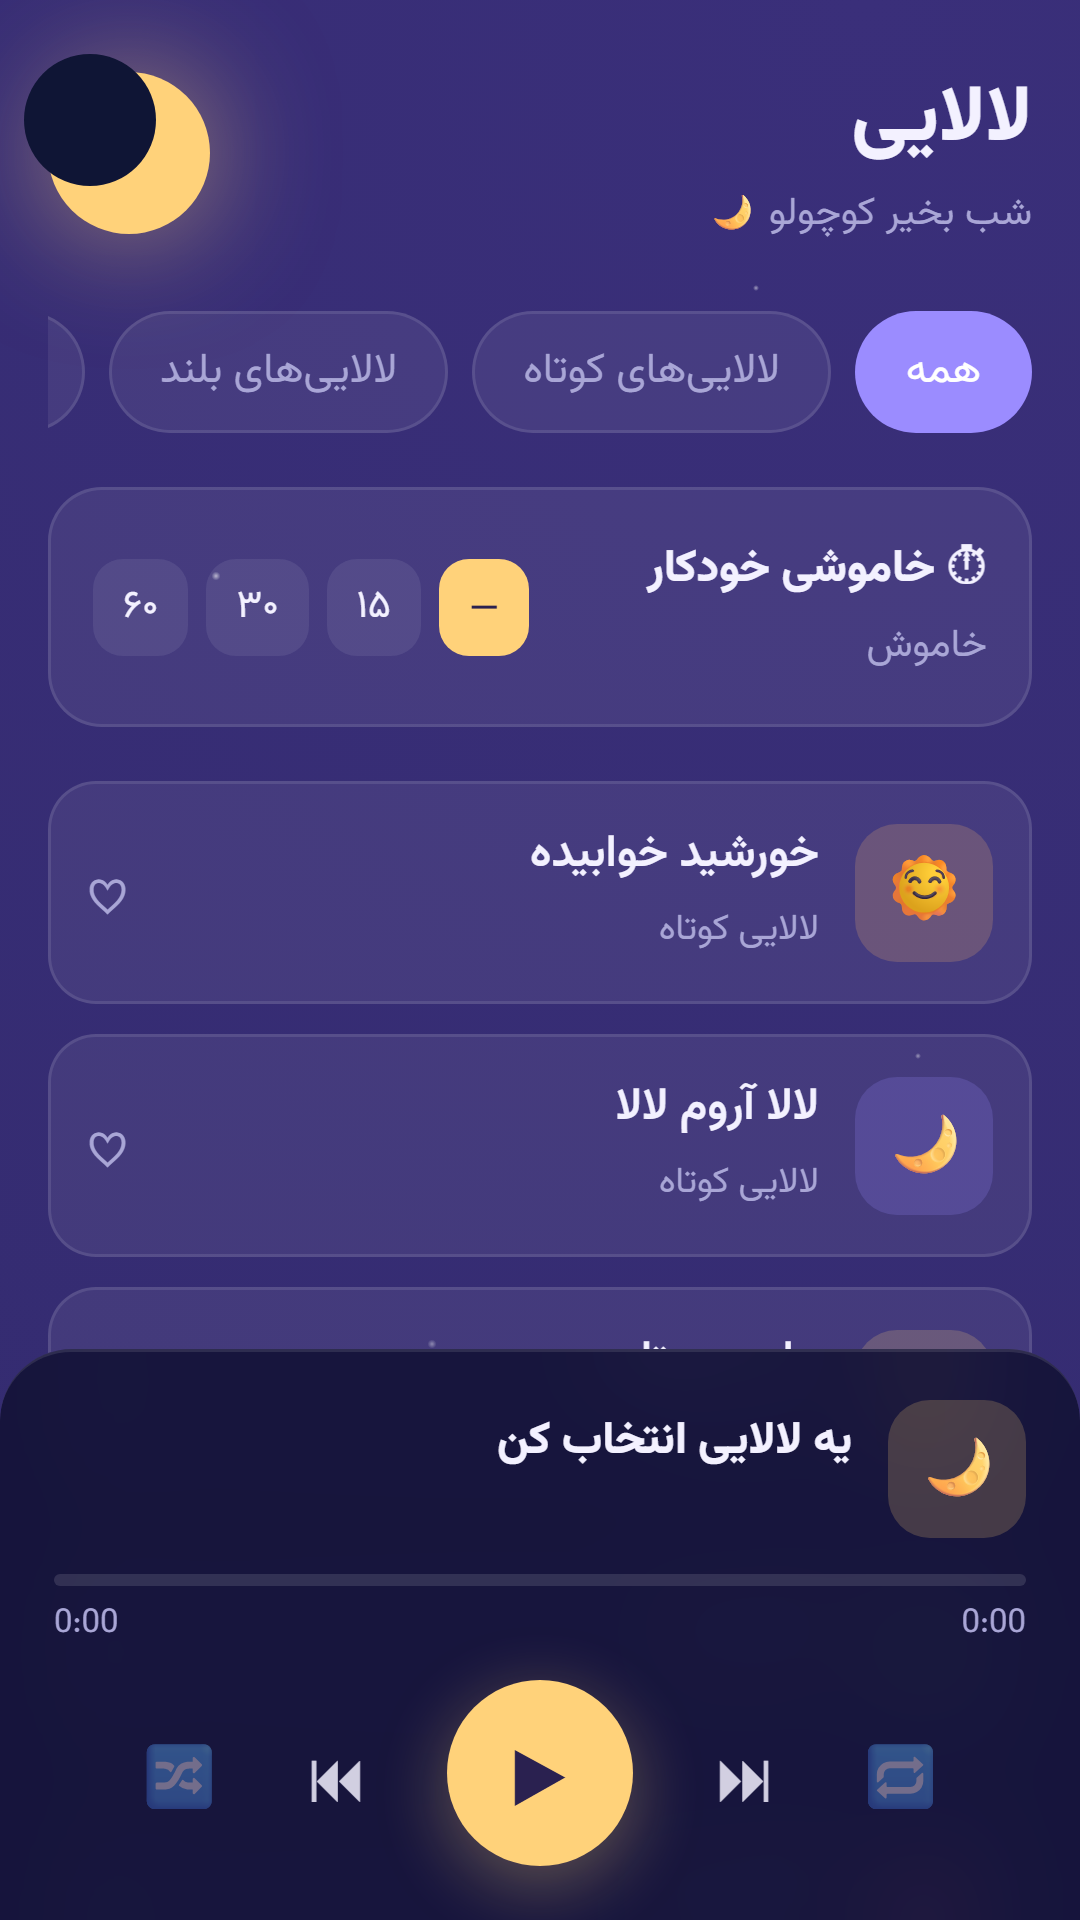 لالایی
شب بخیر کوچولو 🌙
همه
لالایی‌های کوتاه
لالایی‌های بلند
⏱ خاموشی خودکار
خاموش
—
۱۵
۳۰
۶۰
خورشید خوابیده
لالایی کوتاه
لالا آروم لالا
لالایی کوتاه
یه لالایی انتخاب کن
0:00
0:00